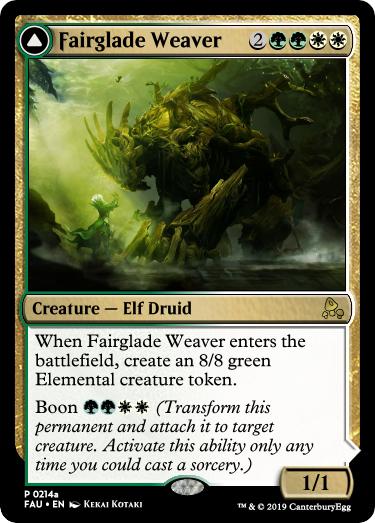 Fairglade Weaver 2
Creature — Elf Druid
When Fairglade Weaver enters the
battlefield, create an 8/8 green
Elemental creature token.
Boon (Transform this
permanent and attach it to target
creature. Activate this ability only any
time you could cast a sorcery.)
1/1
P 0214a
FAU • EN Kekai Kotaki
™ & © 2019 CanterburyEgg